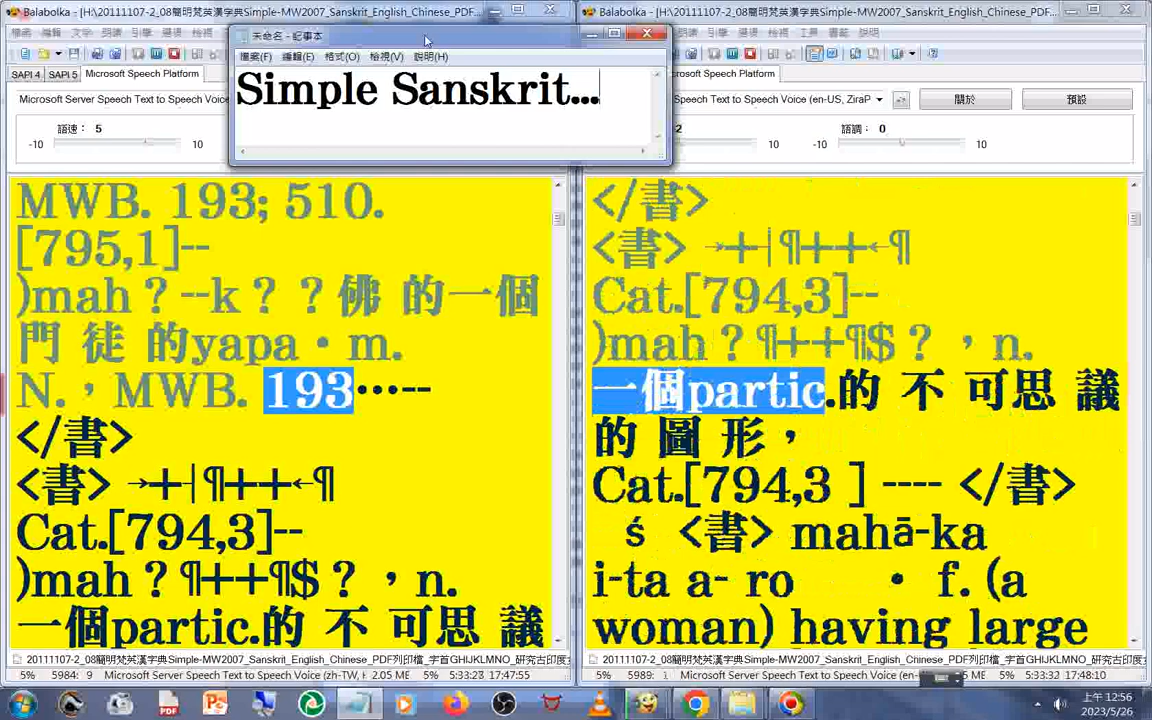 Balabolka - [H:\20111107-2_08簡明梵英漢字典Simple-MW2007_Sanskrit_English_Chinese_PDF...
Balabolka - [H:\20111107-2_08簡明梵英漢字典Simple-MW2007_Sanskrit_English_Chinese_PDF...
未命名 - 記事本
檔案(F) 編輯(E) 格式(O) 檢視(V) 說明(H)
Simple Sanskrit...
SAPI 4 SAPI 5 Microsoft Speech Platform
Microsoft Server Speech Text to Speech Voice
Speech Text to Speech Voice (en-US, ZiraP
關於 預設
語速： 5
-10 10
語調： 0
-10 10
MWB. 193; 510.
[795,1]--
)mah？--k？？佛 的一個
門 徒 的yapa・m.
N.，MWB. 193…--
</書>
<書> →┼│¶┼┼←¶
Cat.[794,3]--
)mah？¶┼┼¶$？，n.
一個partic.的 不 可思 議
</書>
<書> →┼│¶┼┼←¶
Cat.[794,3]--
)mah？¶┼┼¶$？，n.
一個partic.的 不 可思 議
的 圖 形，
Cat.[794,3 ] ---- </書>
ś <書> mahā-ka
i-ta a- ro • f. (a
woman) having large
20111107-2_08簡明梵英漢字典Simple-MW2007_Sanskrit_English_Chinese_PDF列印檔_字首GHIJKLMNO_研究古印度
20111107-2_08簡明梵英漢字典Simple-MW2007_Sanskrit_English_Chinese_PDF列印檔_字首GHIJKLMNO_研究古印度
5% 5984: 9 Microsoft Server Speech Text to Speech Voice (zh-TW, H 2.05 ME 5% 5:33:23 17:47:55
5% 5989: 1 Microsoft Server Speech Text to Speech Voice 5% 5:33:32 17:48:10
上午 12:56
2023/5/26